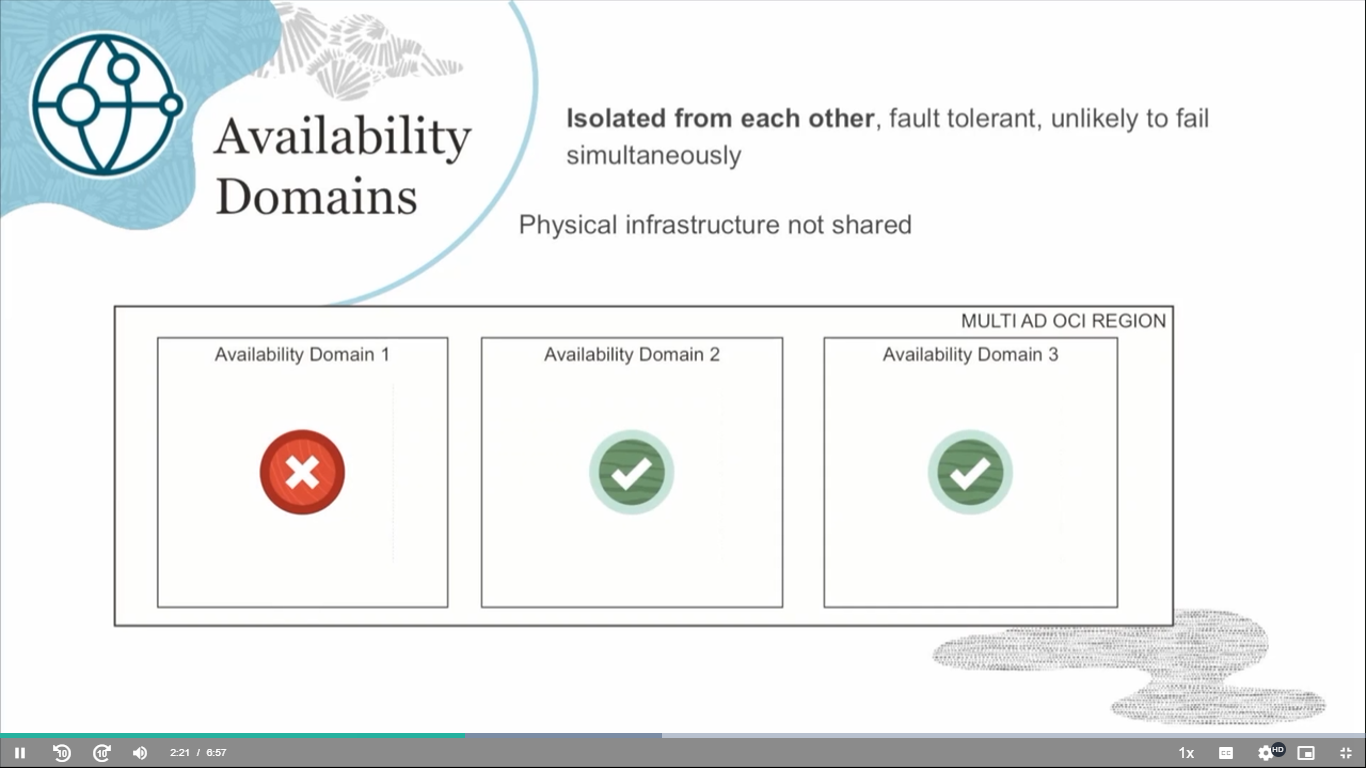 Availability
Domains
Isolated from each other, fault tolerant, unlikely to fail
simultaneously
Physical infrastructure not shared
MULTI AD OCI REGION
Availability Domain 1
Availability Domain 2
Availability Domain 3
10
10
2:21 / 6:57
1x
CC
HD